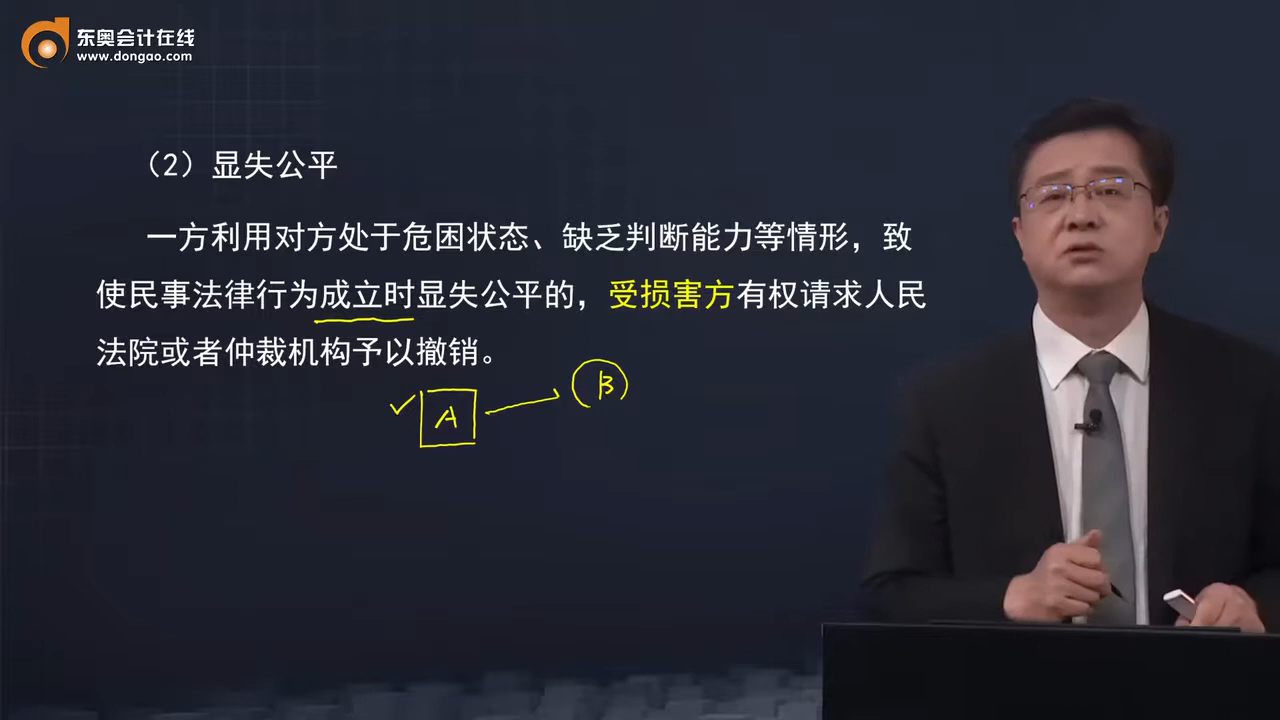 东奥会计在线
www.dongao.com
（2）显失公平
一方利用对方处于危困状态、缺乏判断能力等情形，致
使民事法律行为成立时显失公平的，受损害方有权请求人民
法院或者仲裁机构予以撤销。
A
B